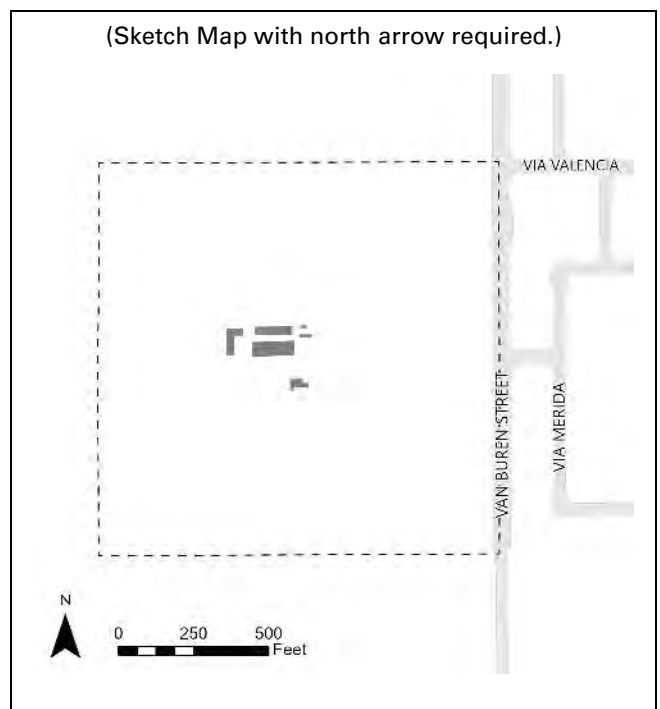 (Sketch Map with north arrow required.)
VIA VALENCIA
VAN BUREN STREET
VIA MERIDA
N
0 250 500
Feet